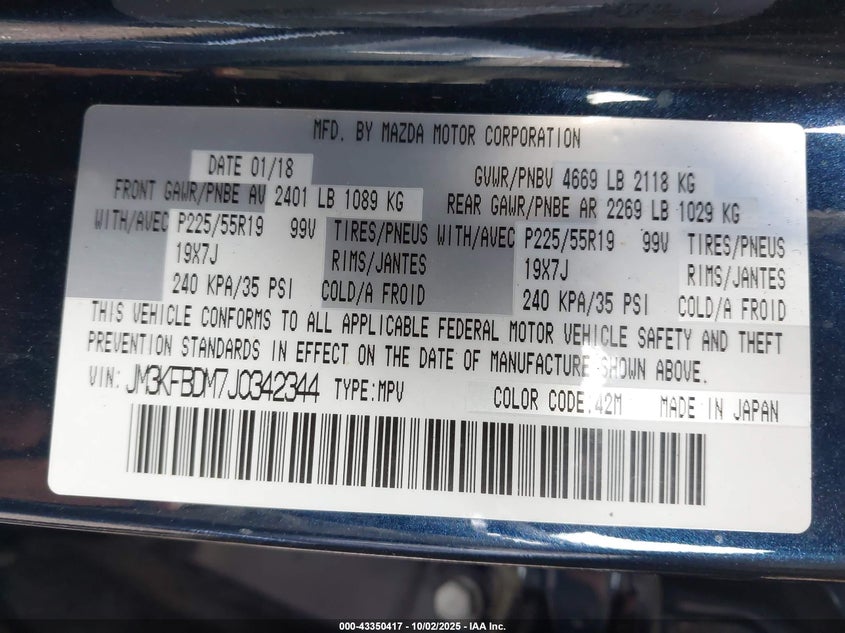 MFD. BY MAZDA MOTOR CORPORATION
DATE 01/18 GVWR/PNBV 4669 LB 2118 KG
FRONT GAWR/PNBE AV 2401 LB 1089 KG REAR GAWR/PNBE AR 2269 LB 1029 KG
WITH/AVEC P225/55R19 99V TIRES/PNEUS WITH/AVEC P225/55R19 99V TIRES/PNEUS
19X7J RIMS/JANTES 19X7J RIMS/JANTES
240 KPA/35 PSI COLD/A FROID 240 KPA/35 PSI COLD/A FROID
THIS VEHICLE CONFORMS TO ALL APPLICABLE FEDERAL MOTOR VEHICLE SAFETY AND THEFT
PREVENTION STANDARDS IN EFFECT ON THE DATE OF MANUFACTURE SHOWN ABOVE.
VIN: JM3KFBDM7J0342344 TYPE:MPV COLOR CODE:42M MADE IN JAPAN
000-43350417 - 10/02/2025 - IAA Inc.